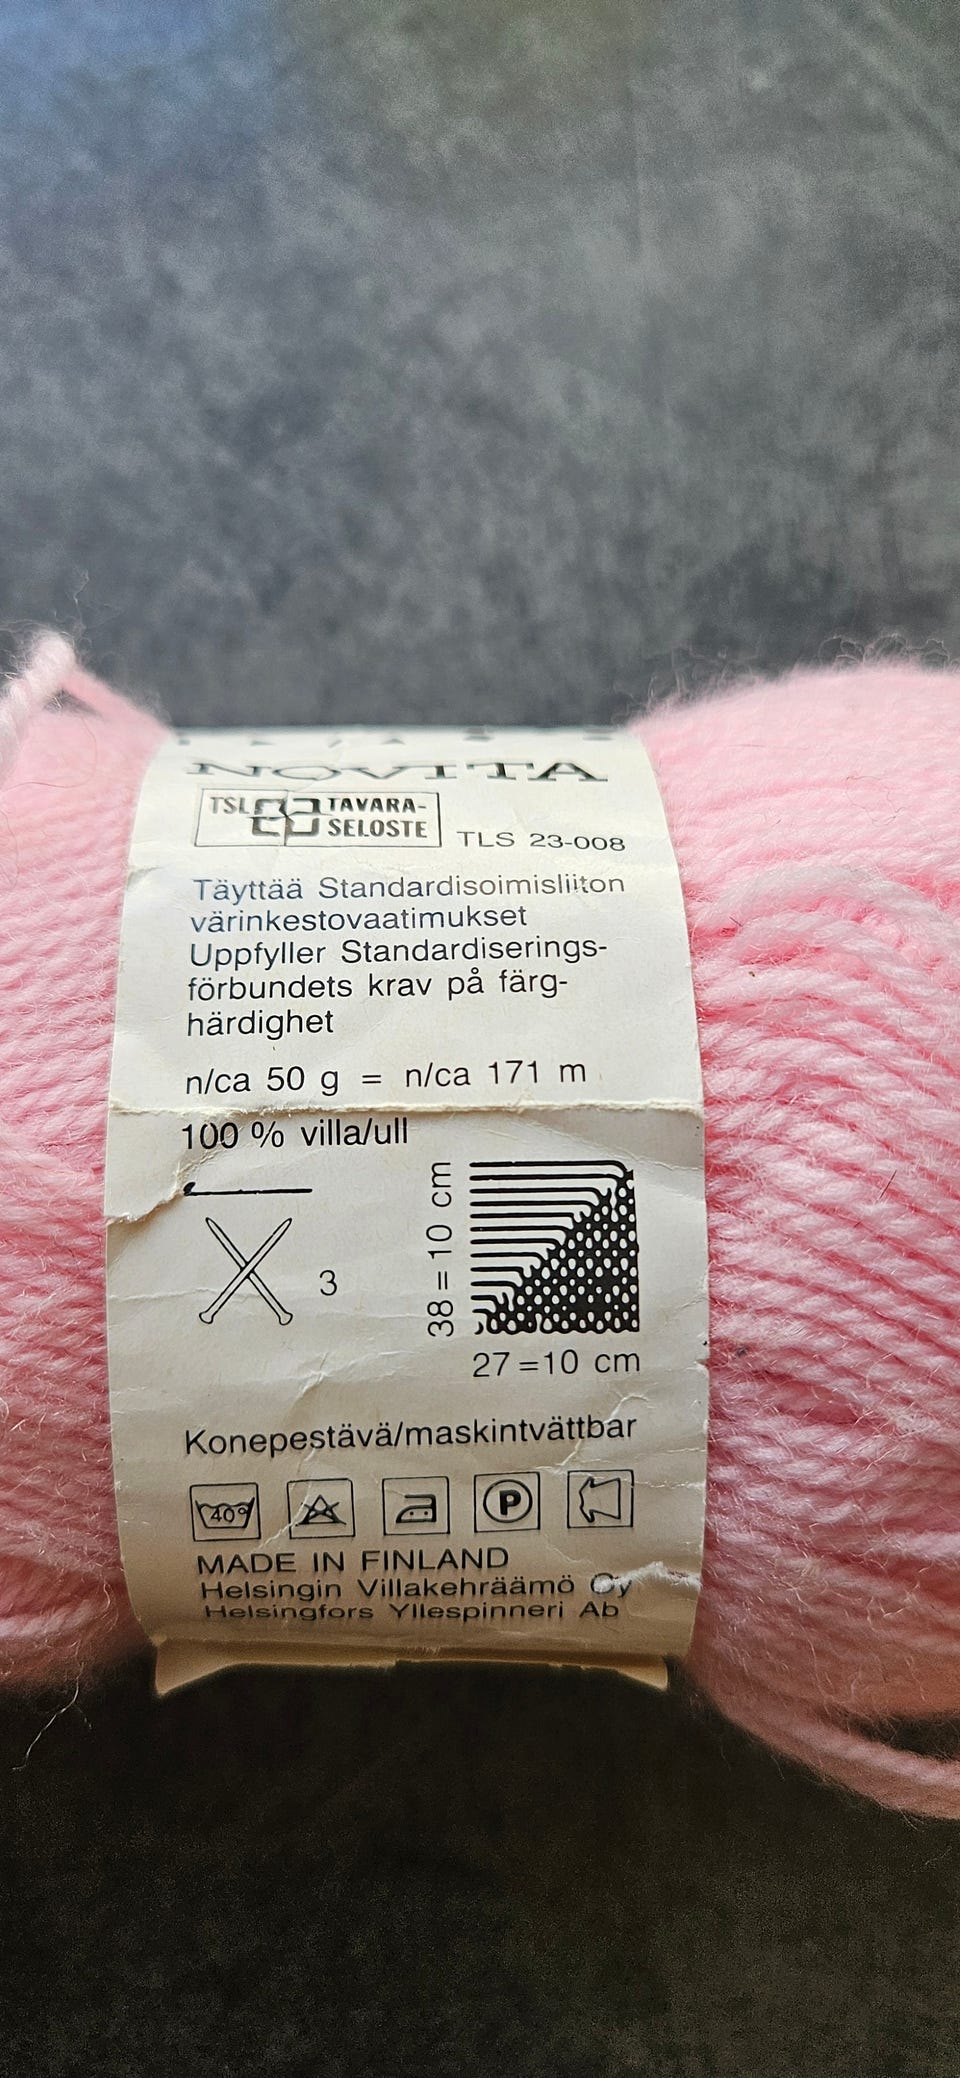 NOVITA
TSL TAVARA-
SELOSTE
TLS 23-008
Täyttää Standardisoimisliiton
värinkestovaatimukset
Uppfyller Standardiserings-
förbundets krav på färg-
härdighet
n/ca 50 g = n/ca 171 m
100 % villa/ull
3
38 = 10 cm
27 = 10 cm
Konepestävä/maskintvättbar
40° P
MADE IN FINLAND
Helsingin Villakehräämö Oy
Helsingfors Yllespinneri Ab